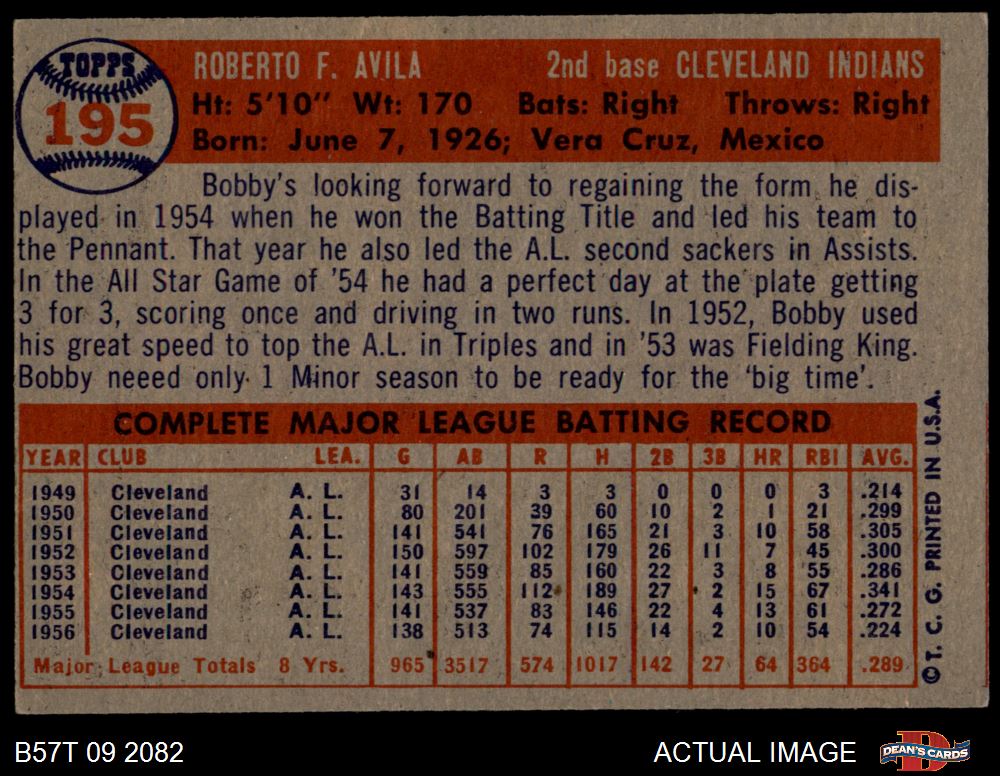 TOPPS
195
ROBERTO F. AVILA 2nd base CLEVELAND INDIANS
Ht: 5'10" Wt: 170 Bats: Right Throws: Right
Born: June 7, 1926; Vera Cruz, Mexico
Bobby's looking forward to regaining the form he dis-
played in 1954 when he won the Batting Title and led his team to
the Pennant. That year he also led the A.L. second sackers in Assists.
In the All Star Game of '54 he had a perfect day at the plate getting
3 for 3, scoring once and driving in two runs. In 1952, Bobby used
his great speed to top the A.L. in Triples and in '53 was Fielding King.
Bobby neeed only 1 Minor season to be ready for the 'big time'.
COMPLETE MAJOR LEAGUE BATTING RECORD
YEAR CLUB LEA. G AB R H 2B 3B HR RBI AVG.
1949 Cleveland A. L. 31 14 3 3 0 0 0 3 .214
1950 Cleveland A. L. 80 201 39 60 10 2 1 21 .299
1951 Cleveland A. L. 141 541 76 165 21 3 10 58 .305
1952 Cleveland A. L. 150 597 102 179 26 11 7 45 .300
1953 Cleveland A. L. 141 559 85 160 22 3 8 55 .286
1954 Cleveland A. L. 143 555 112 189 27 2 15 67 .341
1955 Cleveland A. L. 141 537 83 146 22 4 13 61 .272
1956 Cleveland A. L. 138 513 74 115 14 2 10 54 .224
Major League Totals 8 Yrs. 965 3517 574 1017 142 27 64 364 .289
© T. C. G. PRINTED IN U.S.A.
B57T 09 2082 ACTUAL IMAGE
D
DEAN'S CARDS